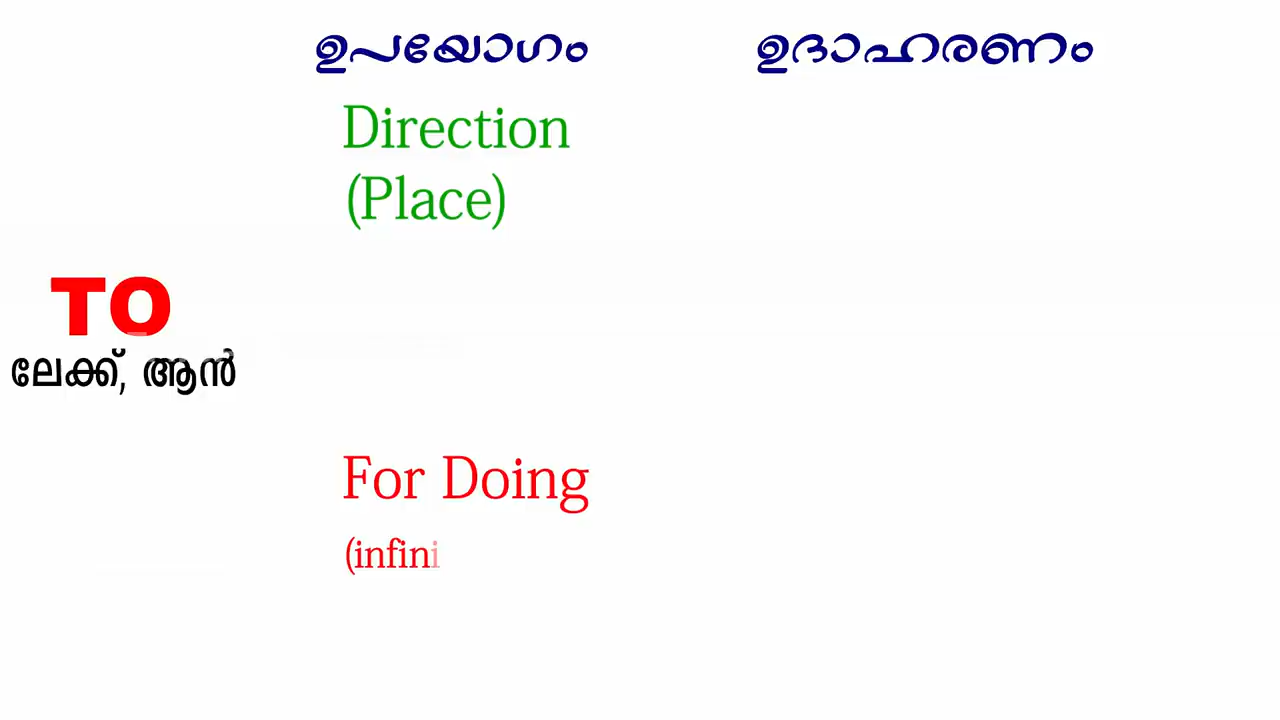 ഉപയോഗം ഉദാഹരണം
Direction
(Place)
TO
ലേക്ക്, ആൻ
For Doing
(infini